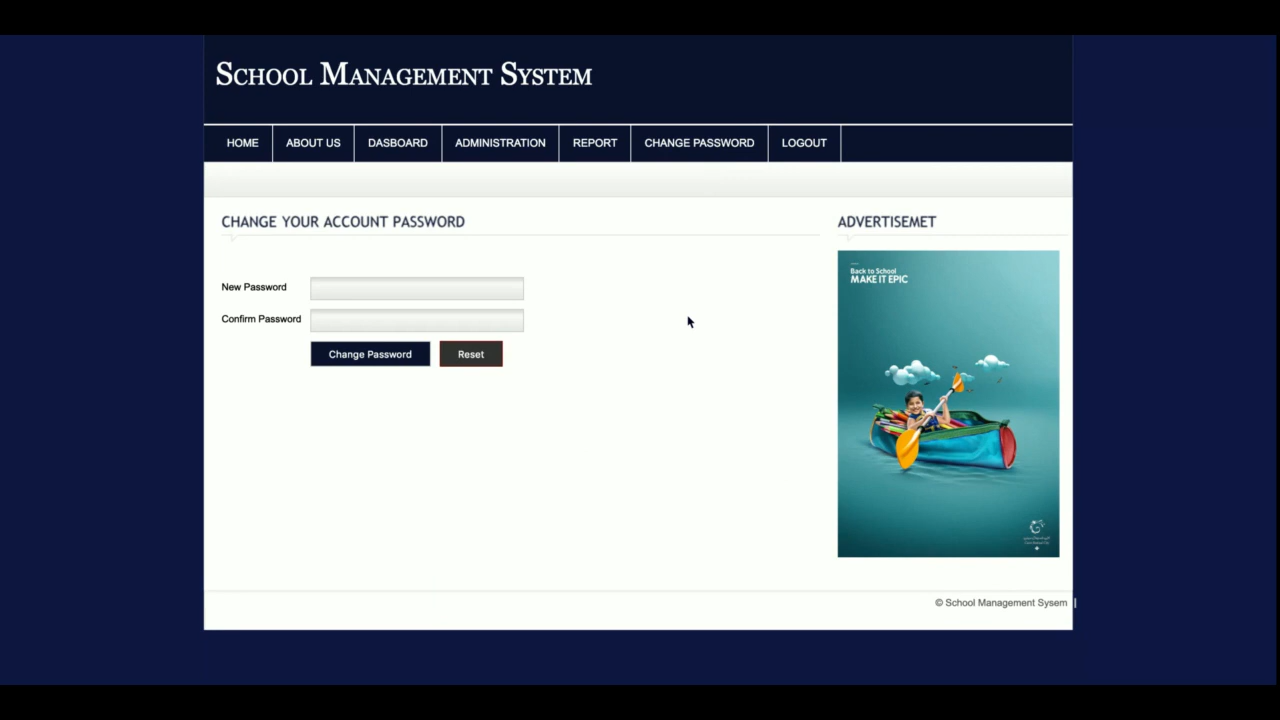 School Management System
HOME ABOUT US DASBOARD ADMINISTRATION REPORT CHANGE PASSWORD LOGOUT
CHANGE YOUR ACCOUNT PASSWORD
ADVERTISEMET
Back to School
MAKE IT EPIC
New Password
Confirm Password
Change Password Reset
© School Management Sysem |